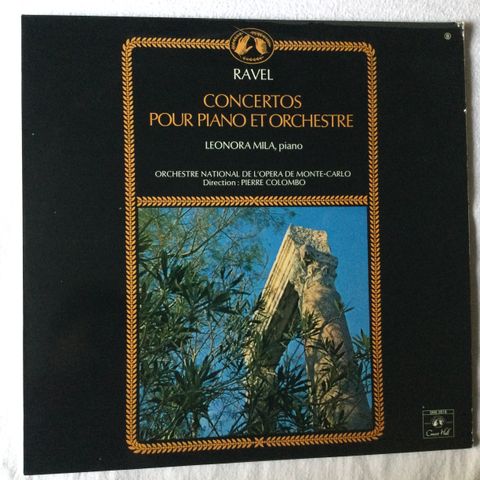 RAVEL
CONCERTOS
POUR PIANO ET ORCHESTRE
LEONORA MILA, piano
ORCHESTRE NATIONAL DE L'OPERA DE MONTE-CARLO
Direction : PIERRE COLOMBO
Concert Hall